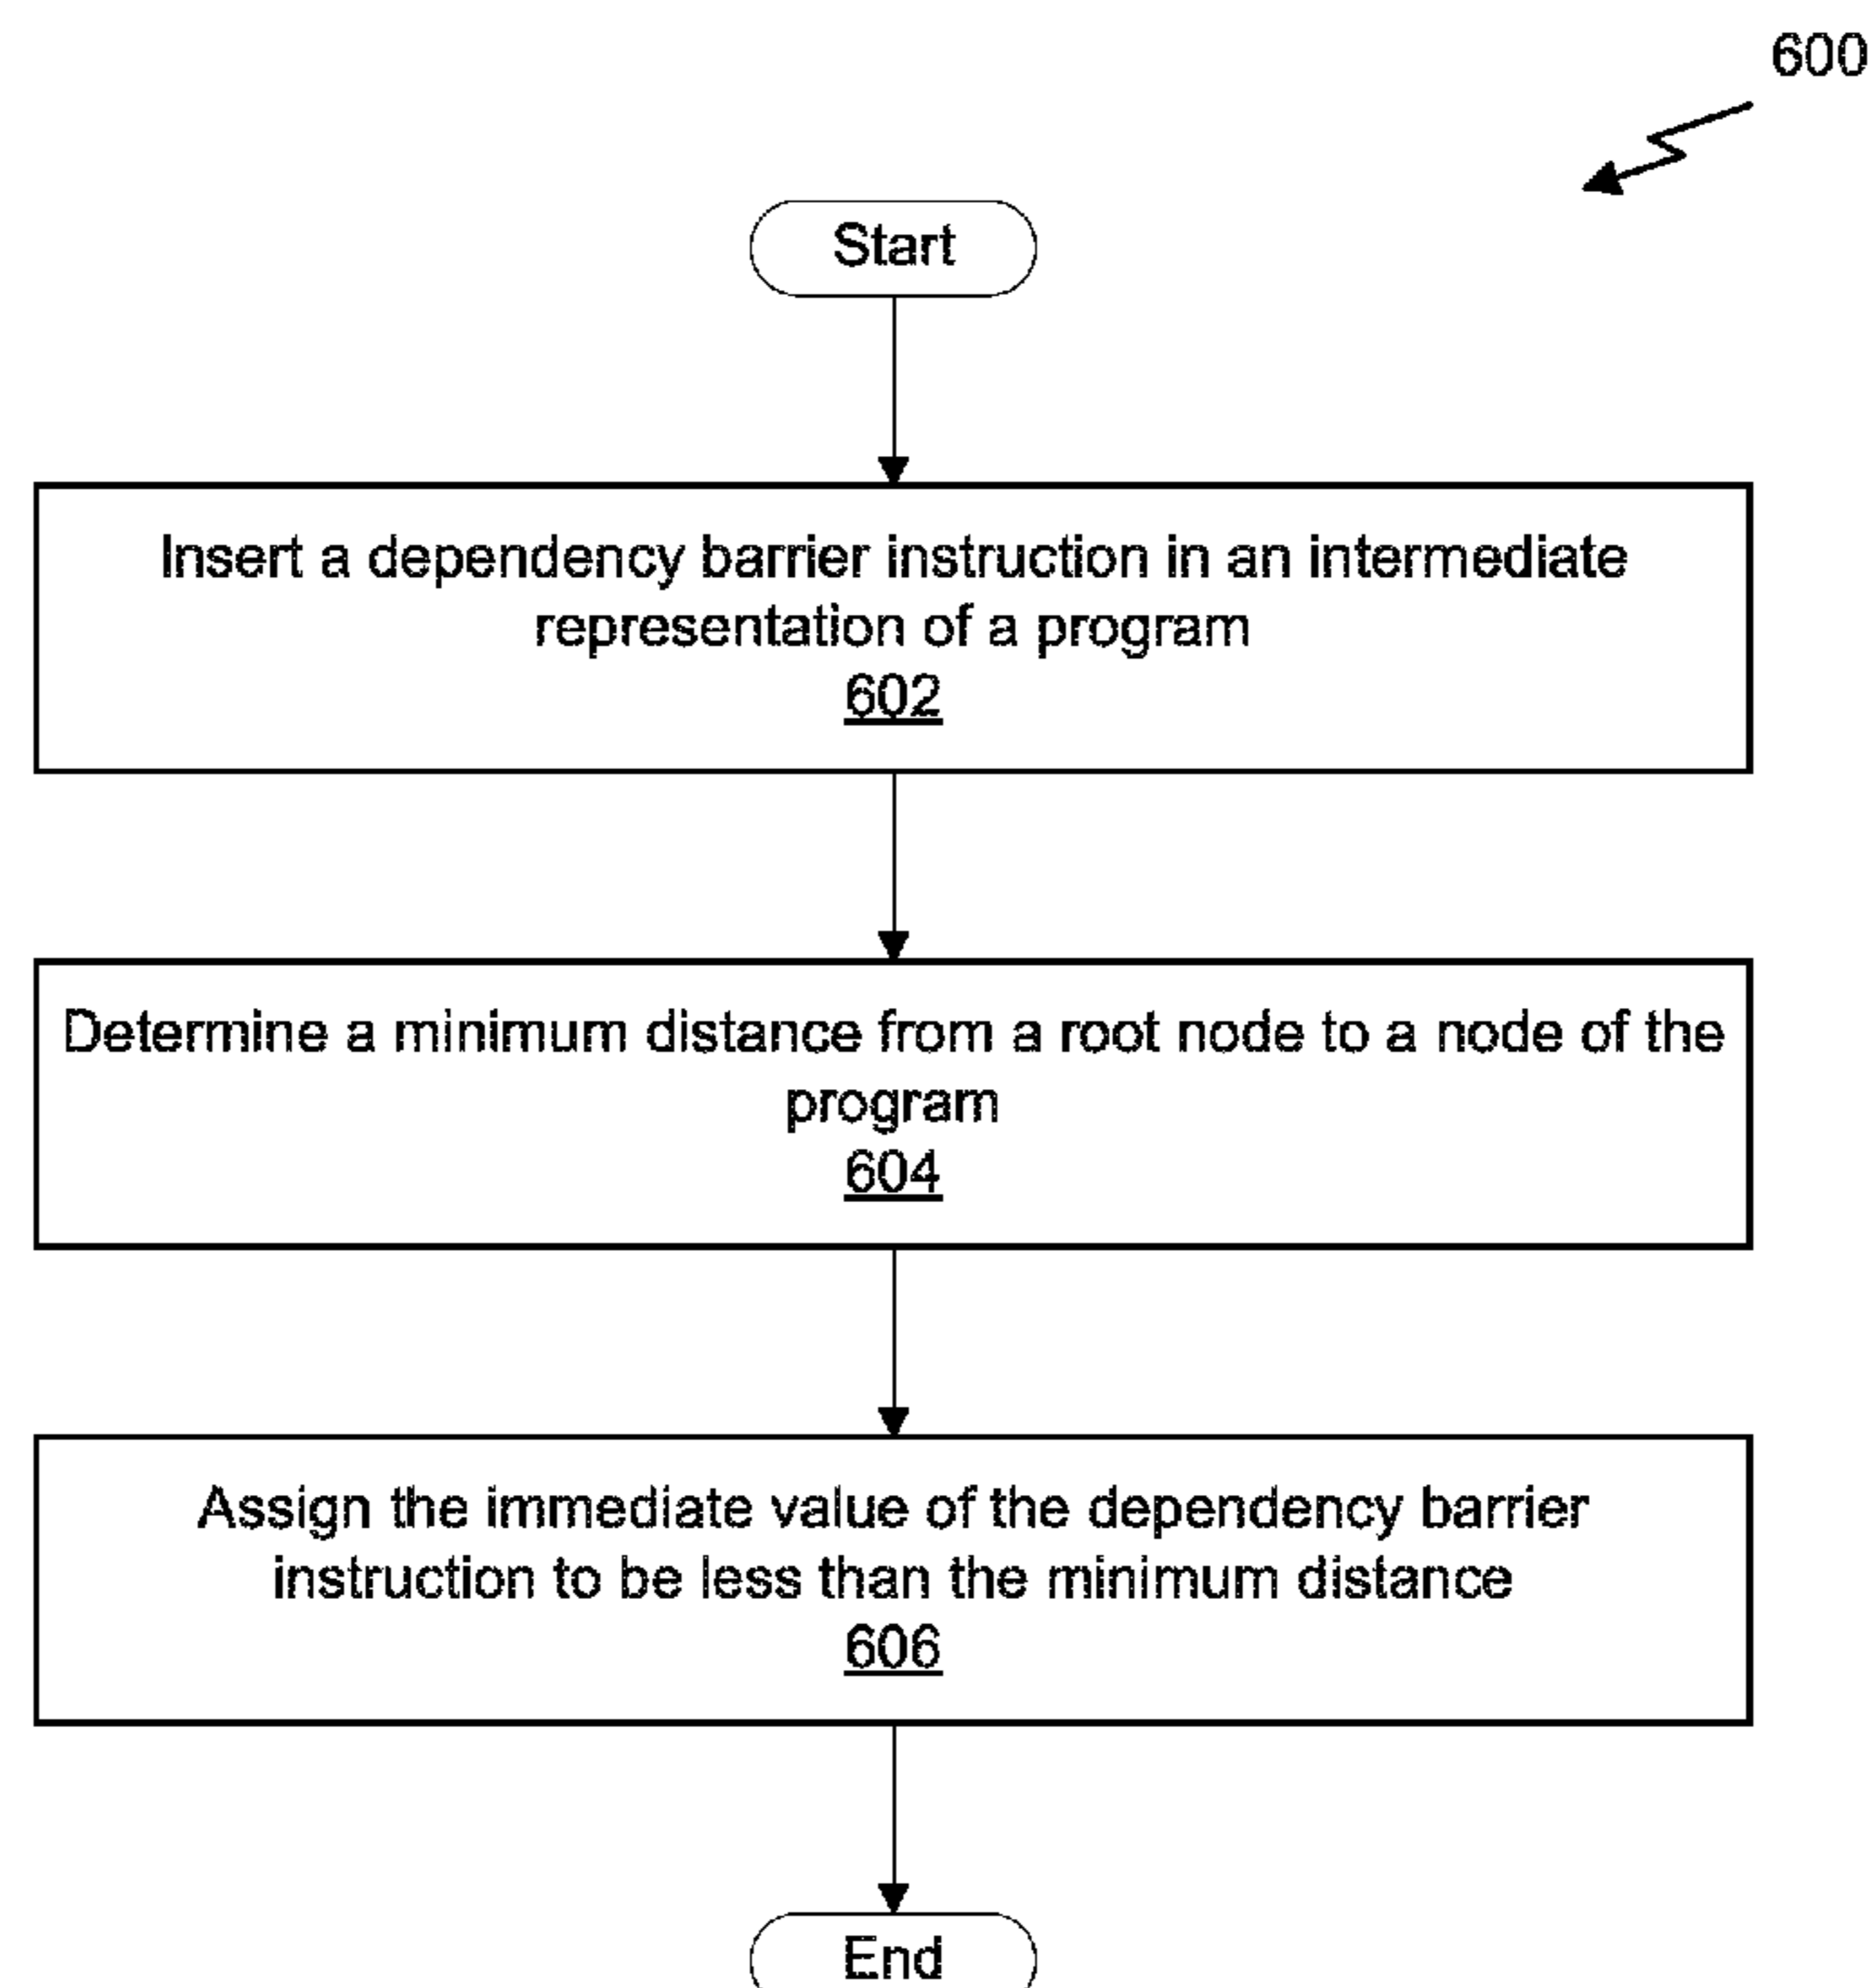 600
Start
Insert a dependency barrier instruction in an intermediate
representation of a program
602
Determine a minimum distance from a root node to a node of the
program
604
Assign the immediate value of the dependency barrier
instruction to be less than the minimum distance
606
End